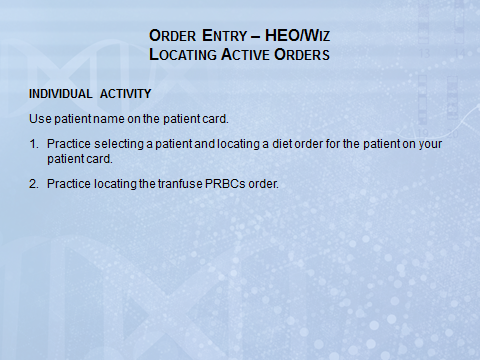 ORDER ENTRY – HEO/WIZ
LOCATING ACTIVE ORDERS
INDIVIDUAL ACTIVITY
Use patient name on the patient card.
1. Practice selecting a patient and locating a diet order for the patient on your
patient card.
2. Practice locating the tranfuse PRBCs order.